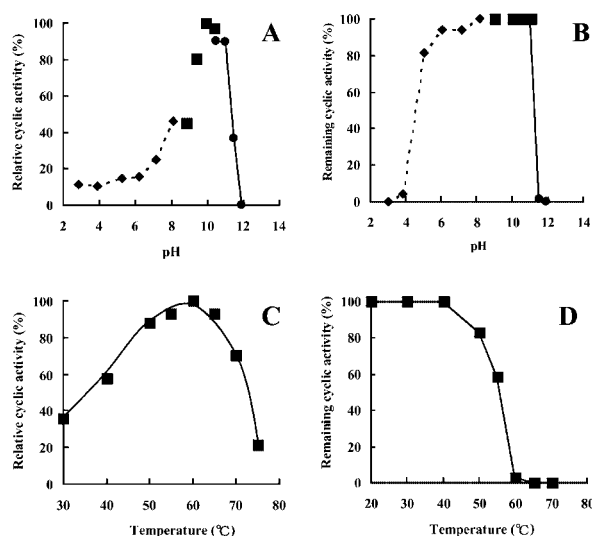 Relative cyclic activity (%)
100
80
60
40
20
0
2 4 6 8 10 12 14
pH
A
Remaining cyclic activity (%)
100
80
60
40
20
0
2 4 6 8 10 12 14
pH
B
Relative cyclic activity (%)
100
80
60
40
20
0
30 40 50 60 70 80
Temperature (℃)
C
Remaining cyclic activity (%)
100
80
60
40
20
0
20 30 40 50 60 70 80
Temperature (℃)
D